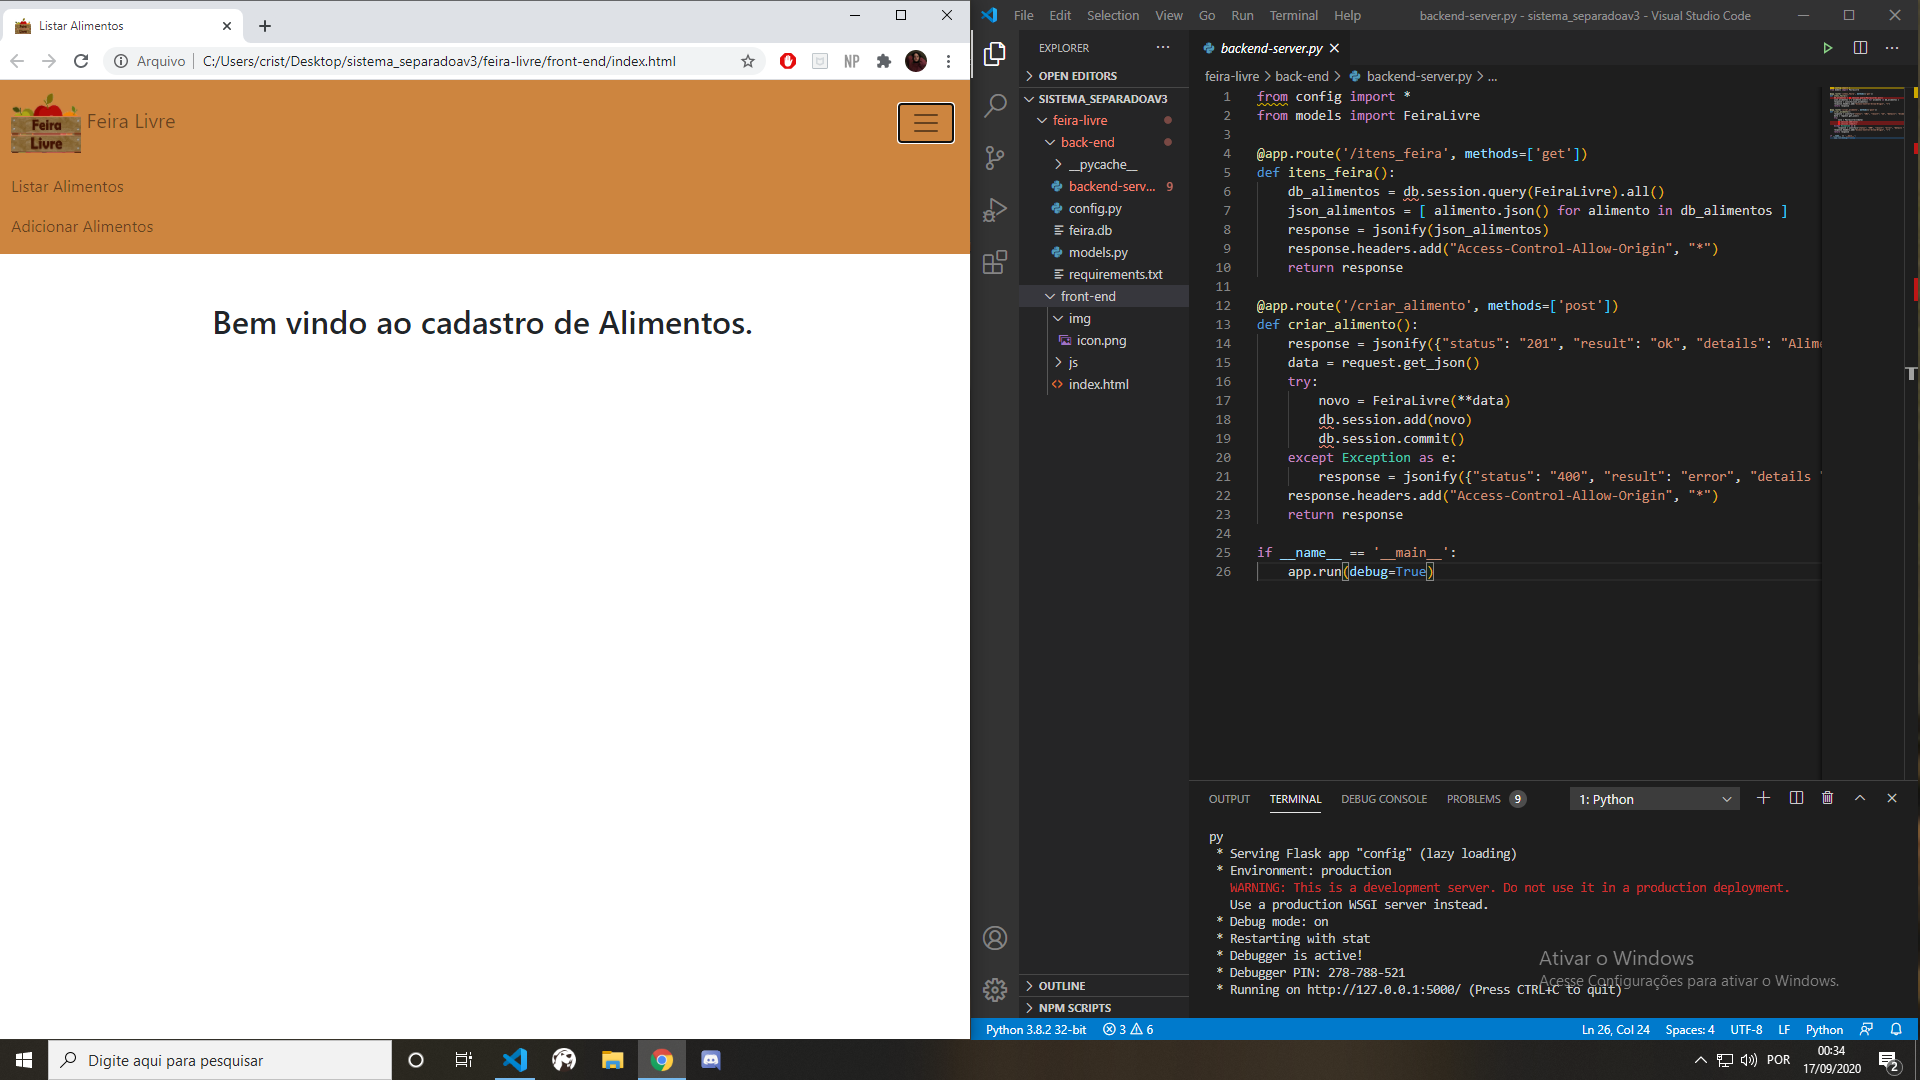 Listar Alimentos
Arquivo
C:/Users/crist/Desktop/sistema_separadoav3/feira-livre/front-end/index.html
NP
Feira
Livre
Feira Livre
Listar Alimentos
Adicionar Alimentos
Bem vindo ao cadastro de Alimentos.
File Edit Selection View Go Run Terminal Help
backend-server.py - sistema_separadoav3 - Visual Studio Code
EXPLORER
OPEN EDITORS
SISTEMA_SEPARADOAV3
feira-livre
back-end
__pycache__
backend-serv... 9
config.py
feira.db
models.py
requirements.txt
front-end
img
icon.png
js
index.html
OUTLINE
NPM SCRIPTS
backend-server.py
feira-livre > back-end > backend-server.py > ...
1 from config import *
2 from models import FeiraLivre
3
4 @app.route('/itens_feira', methods=['get'])
5 def itens_feira():
6 db_alimentos = db.session.query(FeiraLivre).all()
7 json_alimentos = [ alimento.json() for alimento in db_alimentos ]
8 response = jsonify(json_alimentos)
9 response.headers.add("Access-Control-Allow-Origin", "*")
10 return response
11
12 @app.route('/criar_alimento', methods=['post'])
13 def criar_alimento():
14 response = jsonify({"status": "201", "result": "ok", "details": "Alim
15 data = request.get_json()
16 try:
17 novo = FeiraLivre(**data)
18 db.session.add(novo)
19 db.session.commit()
20 except Exception as e:
21 response = jsonify({"status": "400", "result": "error", "details "
22 response.headers.add("Access-Control-Allow-Origin", "*")
23 return response
24
25 if __name__ == '__main__':
26 app.run(debug=True)
OUTPUT TERMINAL DEBUG CONSOLE PROBLEMS 9
1: Python
py
* Serving Flask app "config" (lazy loading)
* Environment: production
WARNING: This is a development server. Do not use it in a production deployment.
Use a production WSGI server instead.
* Debug mode: on
* Restarting with stat
* Debugger is active!
* Debugger PIN: 278-788-521
* Running on http://127.0.0.1:5000/ (Press CTRL+C to quit)
Ativar o Windows
Acesse Configurações para ativar o Windows.
Python 3.8.2 32-bit 3 6
Ln 26, Col 24 Spaces: 4 UTF-8 LF Python
Digite aqui para pesquisar
POR
00:34
17/09/2020
2